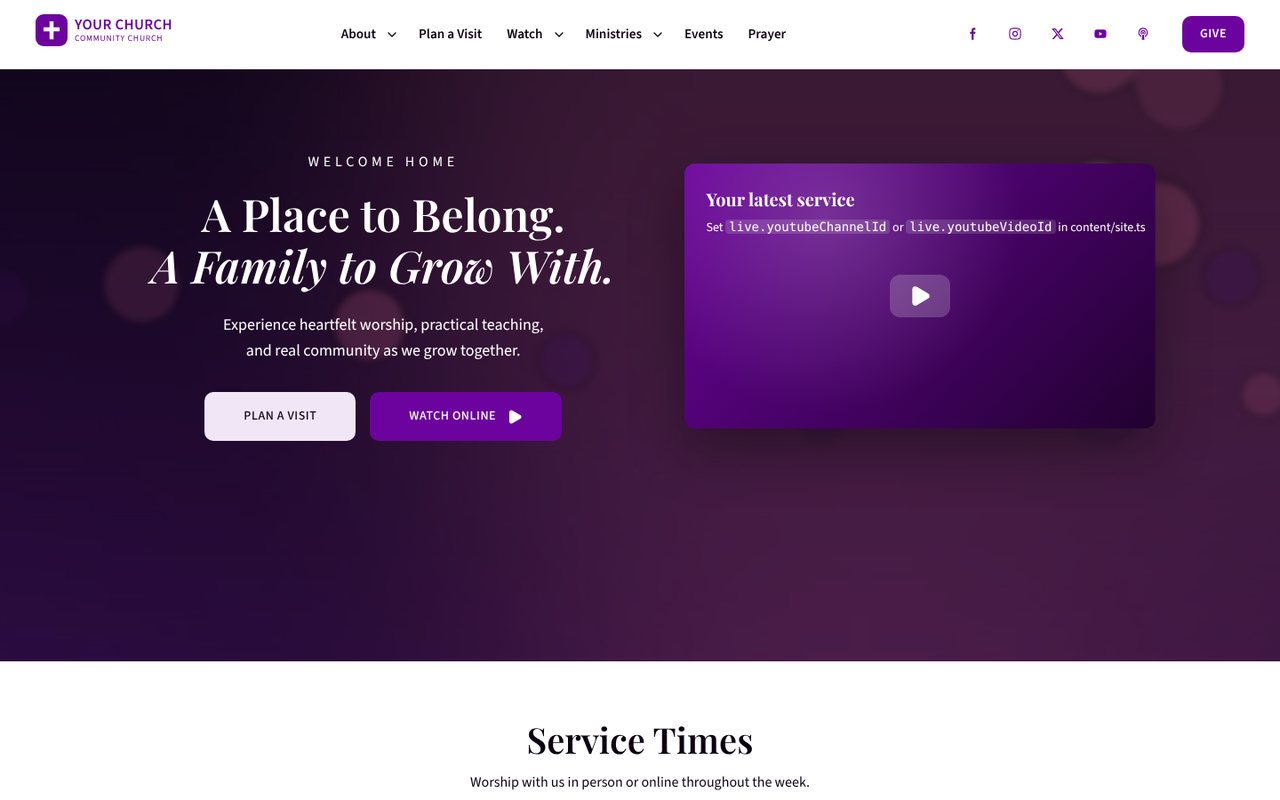 YOUR CHURCH
COMMUNITY CHURCH
About
Plan a Visit
Watch
Ministries
Events
Prayer
GIVE
WELCOME HOME
A Place to Belong.
A Family to Grow With.
Experience heartfelt worship, practical teaching,
and real community as we grow together.
PLAN A VISIT
WATCH ONLINE
Your latest service
Set live.youtubeChannelId or live.youtubeVideoId in content/site.ts
Service Times
Worship with us in person or online throughout the week.